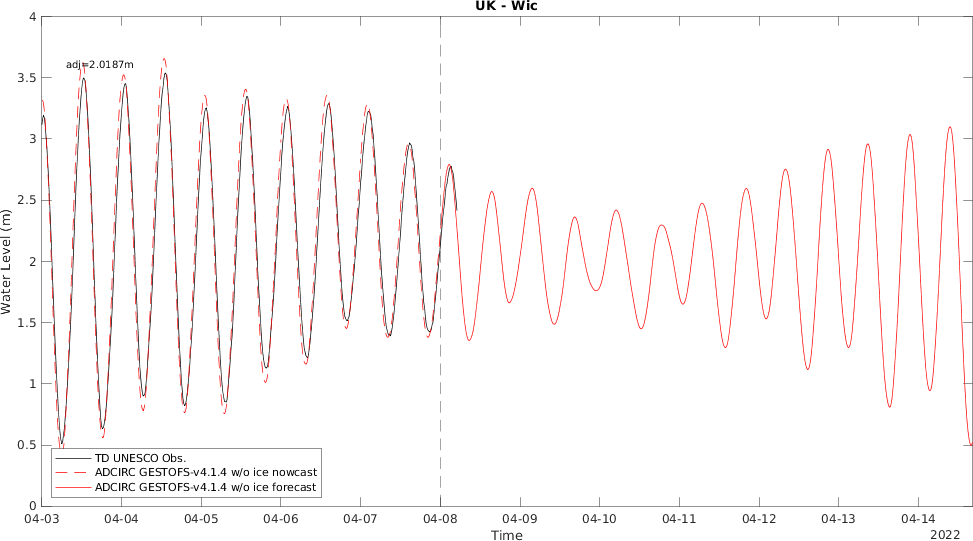 UK - Wic
adj=2.0187m
4
3.5
3
2.5
2
1.5
1
0.5
0
Water Level (m)
TD UNESCO Obs.
ADCIRC GESTOFS-v4.1.4 w/o ice nowcast
ADCIRC GESTOFS-v4.1.4 w/o ice forecast
04-03 04-04 04-05 04-06 04-07 04-08 04-09 04-10 04-11 04-12 04-13 04-14
Time
2022